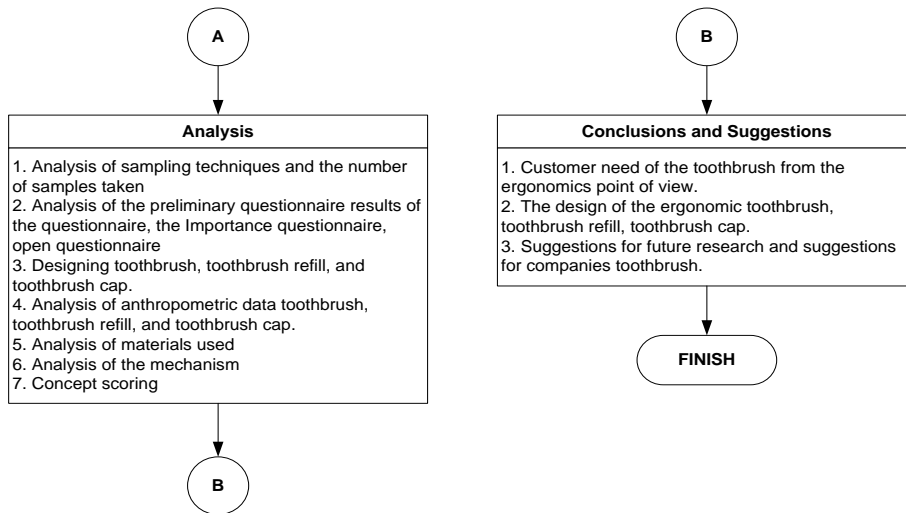 A
Analysis
1. Analysis of sampling techniques and the number
of samples taken
2. Analysis of the preliminary questionnaire results of
the questionnaire, the Importance questionnaire,
open questionnaire
3. Designing toothbrush, toothbrush refill, and
toothbrush cap.
4. Analysis of anthropometric data toothbrush,
toothbrush refill, and toothbrush cap.
5. Analysis of materials used
6. Analysis of the mechanism
7. Concept scoring
B
B
Conclusions and Suggestions
1. Customer need of the toothbrush from the
ergonomics point of view.
2. The design of the ergonomic toothbrush,
toothbrush refill, toothbrush cap.
3. Suggestions for future research and suggestions
for companies toothbrush.
FINISH